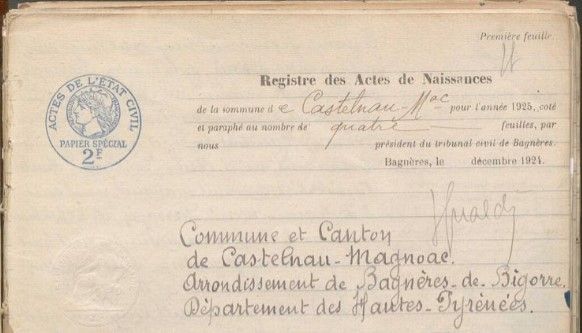 Première feuille.
ACTES DE L'ÉTAT CIVIL
PAPIER SPÉCIAL
2F
Registre des Actes de Naissances
de la commune de Castelnau-Mac pour l'année 1925, coté
et paraphé au nombre de quatre feuilles, par
nous président du tribunal civil de Bagnères.
Bagnères, le décembre 1924.
Commune et Canton
de Castelnau-Magnoac.
Arrondissement de Bagnères-de-Bigorre.
Département des Hautes-Pyrénées.